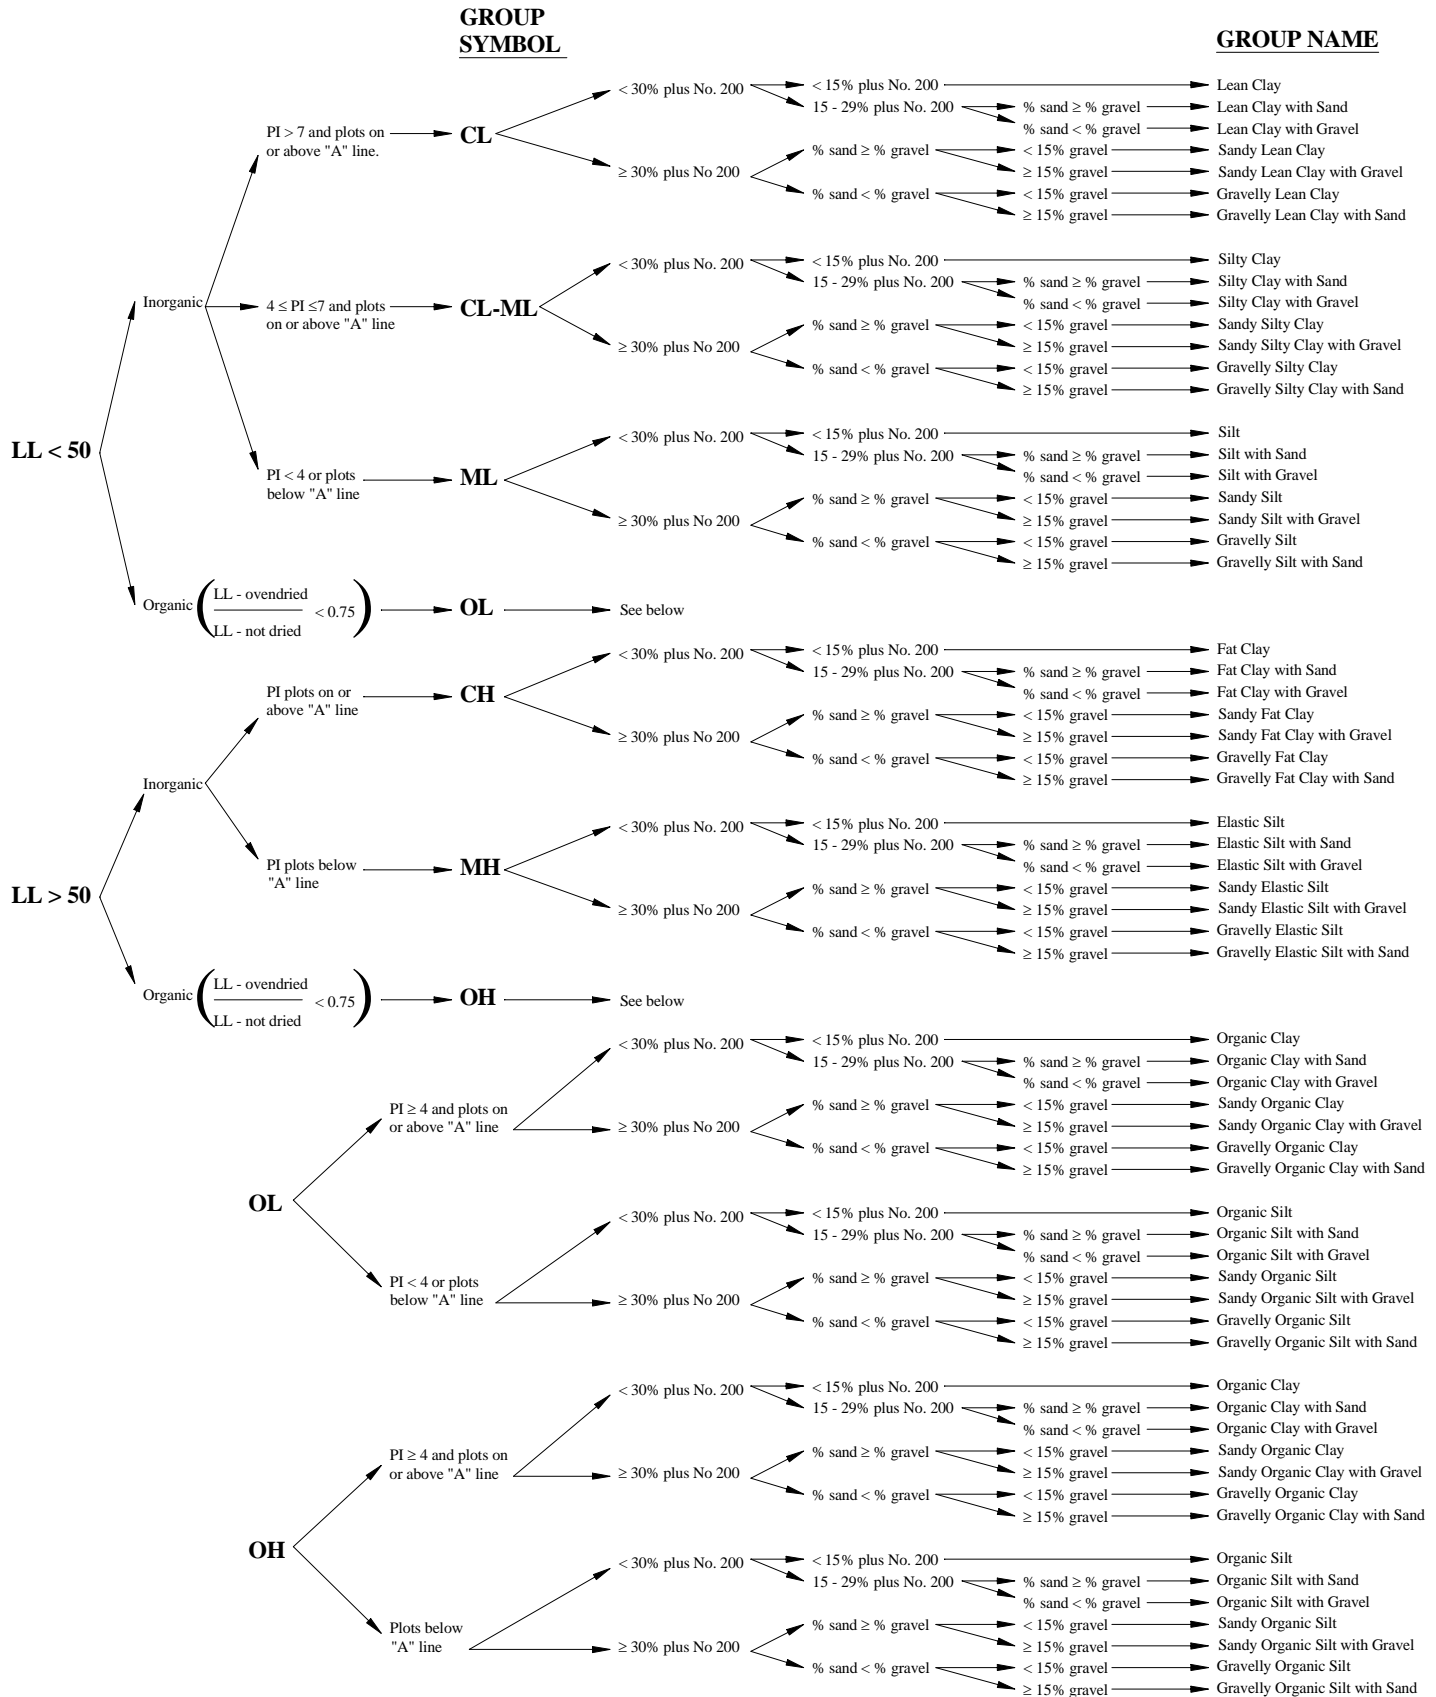 GROUP
SYMBOL
GROUP NAME
LL < 50
Inorganic
PI > 7 and plots on
or above "A" line.
CL
< 30% plus No. 200
< 15% plus No. 200
Lean Clay
15 - 29% plus No. 200
% sand ≥ % gravel
Lean Clay with Sand
% sand < % gravel
Lean Clay with Gravel
≥ 30% plus No 200
% sand ≥ % gravel
< 15% gravel
Sandy Lean Clay
≥ 15% gravel
Sandy Lean Clay with Gravel
% sand < % gravel
< 15% gravel
Gravelly Lean Clay
≥ 15% gravel
Gravelly Lean Clay with Sand
4 ≤ PI ≤7 and plots
on or above "A" line
CL-ML
< 30% plus No. 200
< 15% plus No. 200
Silty Clay
15 - 29% plus No. 200
% sand ≥ % gravel
Silty Clay with Sand
% sand < % gravel
Silty Clay with Gravel
≥ 30% plus No 200
% sand ≥ % gravel
< 15% gravel
Sandy Silty Clay
≥ 15% gravel
Sandy Silty Clay with Gravel
% sand < % gravel
< 15% gravel
Gravelly Silty Clay
≥ 15% gravel
Gravelly Silty Clay with Sand
PI < 4 or plots
below "A" line
ML
< 30% plus No. 200
< 15% plus No. 200
Silt
15 - 29% plus No. 200
% sand ≥ % gravel
Silt with Sand
% sand < % gravel
Silt with Gravel
≥ 30% plus No 200
% sand ≥ % gravel
< 15% gravel
Sandy Silt
≥ 15% gravel
Sandy Silt with Gravel
% sand < % gravel
< 15% gravel
Gravelly Silt
≥ 15% gravel
Gravelly Silt with Sand
Organic
LL - ovendried
LL - not dried
< 0.75
OL
See below
LL > 50
Inorganic
PI plots on or
above "A" line
CH
< 30% plus No. 200
< 15% plus No. 200
Fat Clay
15 - 29% plus No. 200
% sand ≥ % gravel
Fat Clay with Sand
% sand < % gravel
Fat Clay with Gravel
≥ 30% plus No 200
% sand ≥ % gravel
< 15% gravel
Sandy Fat Clay
≥ 15% gravel
Sandy Fat Clay with Gravel
% sand < % gravel
< 15% gravel
Gravelly Fat Clay
≥ 15% gravel
Gravelly Fat Clay with Sand
PI plots below
"A" line
MH
< 30% plus No. 200
< 15% plus No. 200
Elastic Silt
15 - 29% plus No. 200
% sand ≥ % gravel
Elastic Silt with Sand
% sand < % gravel
Elastic Silt with Gravel
≥ 30% plus No 200
% sand ≥ % gravel
< 15% gravel
Sandy Elastic Silt
≥ 15% gravel
Sandy Elastic Silt with Gravel
% sand < % gravel
< 15% gravel
Gravelly Elastic Silt
≥ 15% gravel
Gravelly Elastic Silt with Sand
Organic
LL - ovendried
LL - not dried
< 0.75
OH
See below
OL
PI ≥ 4 and plots on
or above "A" line
< 30% plus No. 200
< 15% plus No. 200
Organic Clay
15 - 29% plus No. 200
% sand ≥ % gravel
Organic Clay with Sand
% sand < % gravel
Organic Clay with Gravel
≥ 30% plus No 200
% sand ≥ % gravel
< 15% gravel
Sandy Organic Clay
≥ 15% gravel
Sandy Organic Clay with Gravel
% sand < % gravel
< 15% gravel
Gravelly Organic Clay
≥ 15% gravel
Gravelly Organic Clay with Sand
PI < 4 or plots
below "A" line
< 30% plus No. 200
< 15% plus No. 200
Organic Silt
15 - 29% plus No. 200
% sand ≥ % gravel
Organic Silt with Sand
% sand < % gravel
Organic Silt with Gravel
≥ 30% plus No 200
% sand ≥ % gravel
< 15% gravel
Sandy Organic Silt
≥ 15% gravel
Sandy Organic Silt with Gravel
% sand < % gravel
< 15% gravel
Gravelly Organic Silt
≥ 15% gravel
Gravelly Organic Silt with Sand
OH
PI ≥ 4 and plots on
or above "A" line
< 30% plus No. 200
< 15% plus No. 200
Organic Clay
15 - 29% plus No. 200
% sand ≥ % gravel
Organic Clay with Sand
% sand < % gravel
Organic Clay with Gravel
≥ 30% plus No 200
% sand ≥ % gravel
< 15% gravel
Sandy Organic Clay
≥ 15% gravel
Sandy Organic Clay with Gravel
% sand < % gravel
< 15% gravel
Gravelly Organic Clay
≥ 15% gravel
Gravelly Organic Clay with Sand
Plots below
"A" line
< 30% plus No. 200
< 15% plus No. 200
Organic Silt
15 - 29% plus No. 200
% sand ≥ % gravel
Organic Silt with Sand
% sand < % gravel
Organic Silt with Gravel
≥ 30% plus No 200
% sand ≥ % gravel
< 15% gravel
Sandy Organic Silt
≥ 15% gravel
Sandy Organic Silt with Gravel
% sand < % gravel
< 15% gravel
Gravelly Organic Silt
≥ 15% gravel
Gravelly Organic Silt with Sand